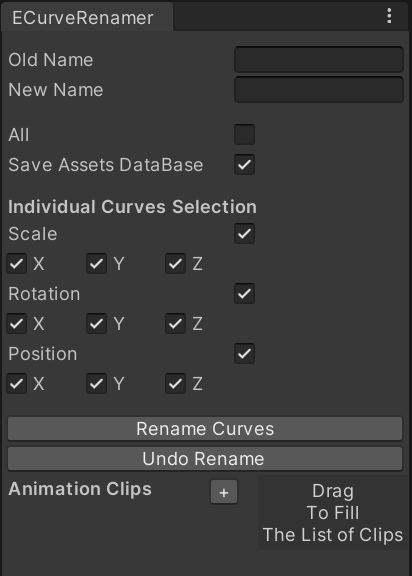 ECurveRenamer
Old Name
New Name
All
Save Assets DataBase
Individual Curves Selection
Scale
X Y Z
Rotation
X Y Z
Position
X Y Z
Rename Curves
Undo Rename
Animation Clips + Drag
To Fill
The List of Clips